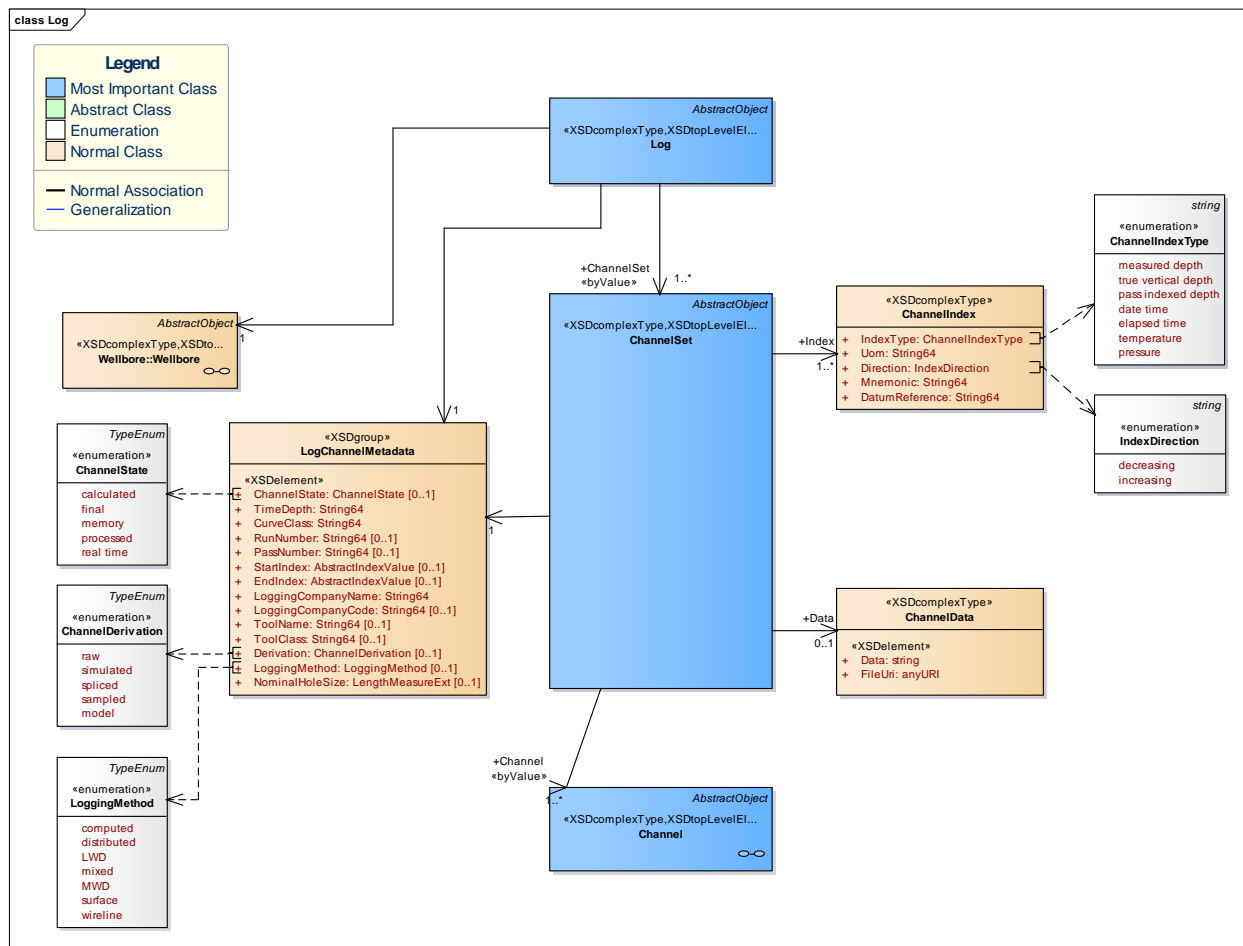 class Log
Legend
Most Important Class
Abstract Class
Enumeration
Normal Class
Normal Association
Generalization
AbstractObject
«XSDcomplexType,XSDtopLevelEl...
Log
+ChannelSet
«byValue»
1..*
AbstractObject
«XSDcomplexType,XSDto...
Wellbore::Wellbore
1
AbstractObject
«XSDcomplexType,XSDtopLevelEl...
ChannelSet
+Index
1..*
«XSDcomplexType»
ChannelIndex
+ IndexType: ChannelIndexType
+ Uom: String64
+ Direction: IndexDirection
+ Mnemonic: String64
+ DatumReference: String64
string
«enumeration»
ChannelIndexType
measured depth
true vertical depth
pass indexed depth
date time
elapsed time
temperature
pressure
string
«enumeration»
IndexDirection
decreasing
increasing
1
«XSDgroup»
LogChannelMetadata
«XSDelement»
+ ChannelState: ChannelState [0..1]
+ TimeDepth: String64
+ CurveClass: String64
+ RunNumber: String64 [0..1]
+ PassNumber: String64 [0..1]
+ StartIndex: AbstractIndexValue [0..1]
+ EndIndex: AbstractIndexValue [0..1]
+ LoggingCompanyName: String64
+ LoggingCompanyCode: String64 [0..1]
+ ToolName: String64 [0..1]
+ ToolClass: String64 [0..1]
+ Derivation: ChannelDerivation [0..1]
+ LoggingMethod: LoggingMethod [0..1]
+ NominalHoleSize: LengthMeasureExt [0..1]
1
TypeEnum
«enumeration»
ChannelState
calculated
final
memory
processed
real time
TypeEnum
«enumeration»
ChannelDerivation
raw
simulated
spliced
sampled
model
TypeEnum
«enumeration»
LoggingMethod
computed
distributed
LWD
mixed
MWD
surface
wireline
+Data
0..1
«XSDcomplexType»
ChannelData
«XSDelement»
+ Data: string
+ FileUri: anyURI
+Channel
«byValue»
1..*
AbstractObject
«XSDcomplexType,XSDtopLevelEl...
Channel